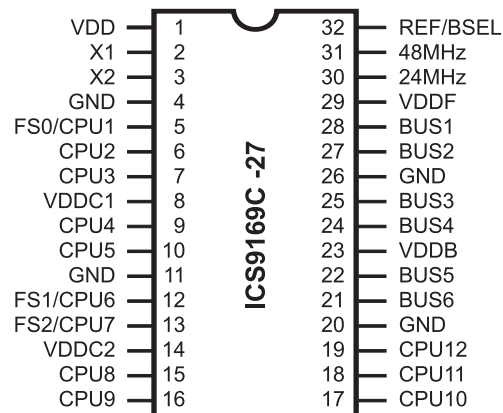 VDD 1 32 REF/BSEL
X1 2 31 48MHz
X2 3 30 24MHz
GND 4 29 VDDF
FS0/CPU1 5 28 BUS1
CPU2 6 27 BUS2
CPU3 7 26 GND
VDDC1 8 25 BUS3
CPU4 9 24 BUS4
CPU5 10 23 VDDB
GND 11 22 BUS5
FS1/CPU6 12 21 BUS6
FS2/CPU7 13 20 GND
VDDC2 14 19 CPU12
CPU8 15 18 CPU11
CPU9 16 17 CPU10
ICS9169C -27